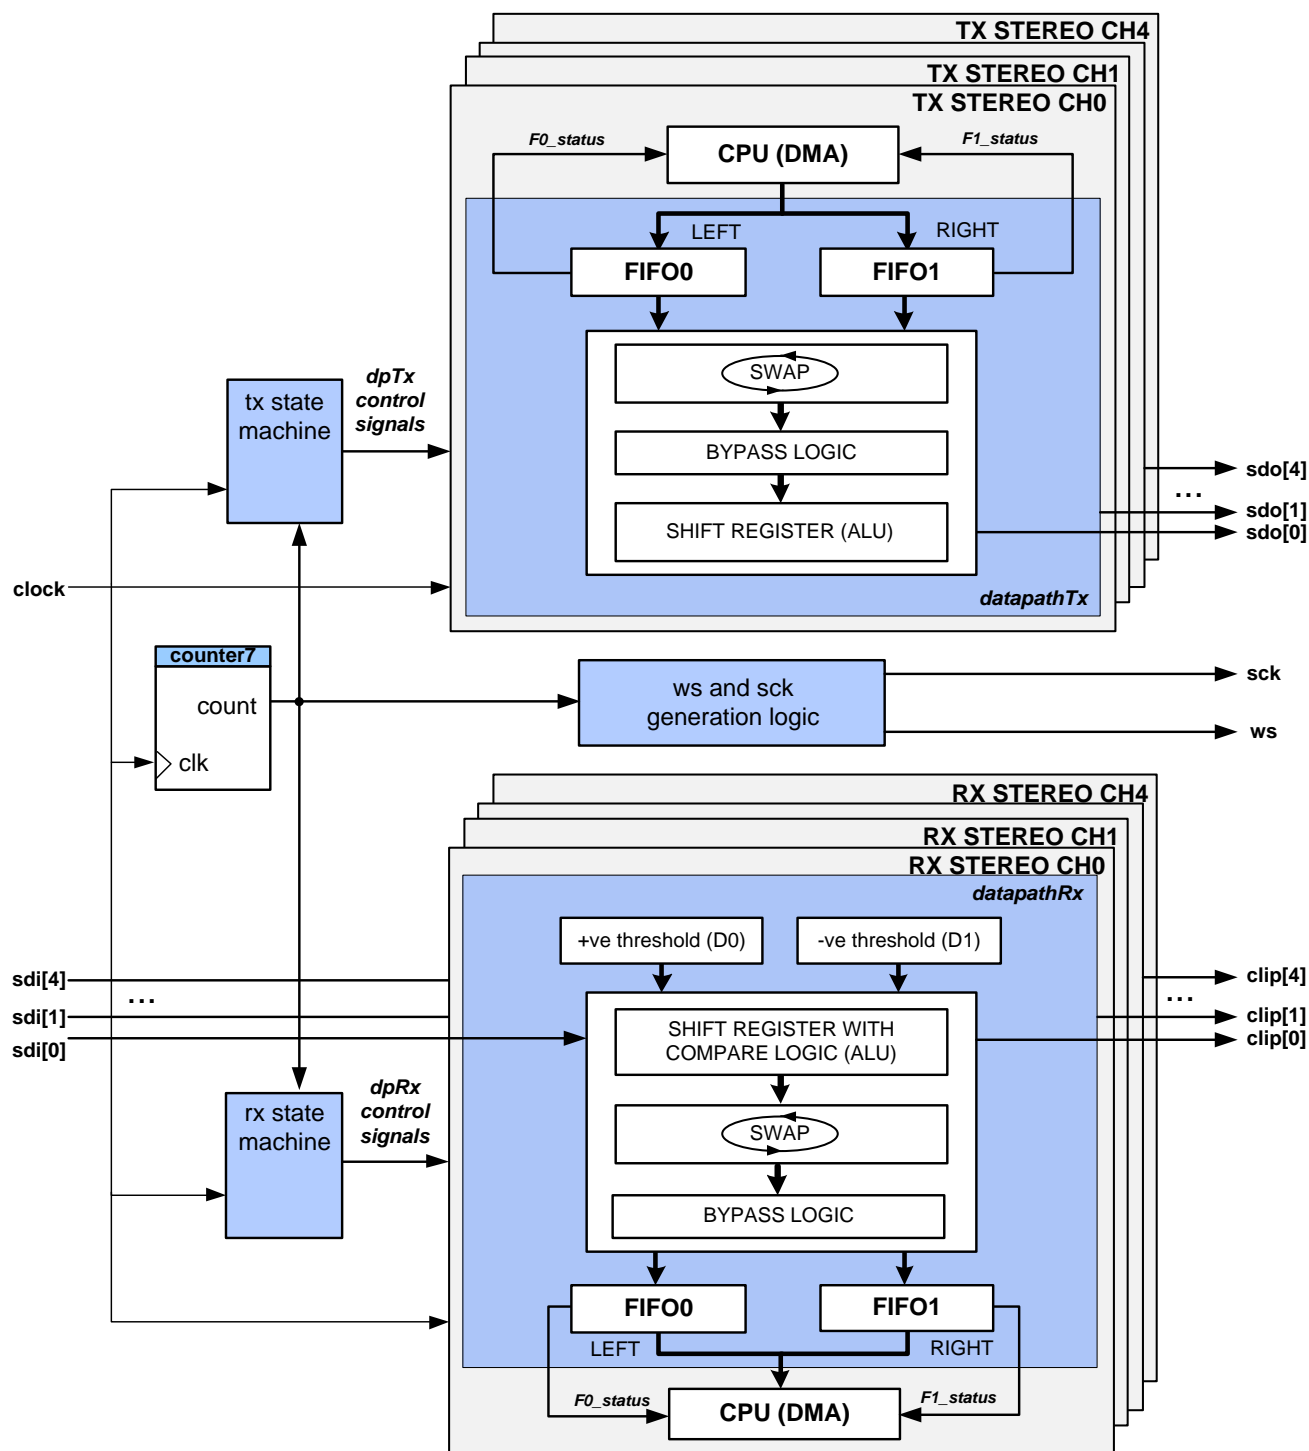 TX STEREO CH4
TX STEREO CH1
TX STEREO CH0
F0_status
CPU (DMA)
F1_status
LEFT
RIGHT
FIFO0
FIFO1
SWAP
BYPASS LOGIC
SHIFT REGISTER (ALU)
datapathTx
tx state
machine
dpTx
control
signals
sdo[4]
...
sdo[1]
sdo[0]
clock
counter7
count
clk
ws and sck
generation logic
sck
ws
RX STEREO CH4
RX STEREO CH1
RX STEREO CH0
datapathRx
+ve threshold (D0)
-ve threshold (D1)
sdi[4]
...
sdi[1]
sdi[0]
SHIFT REGISTER WITH
COMPARE LOGIC (ALU)
SWAP
BYPASS LOGIC
clip[4]
...
clip[1]
clip[0]
rx state
machine
dpRx
control
signals
FIFO0
FIFO1
LEFT
RIGHT
F0_status
CPU (DMA)
F1_status